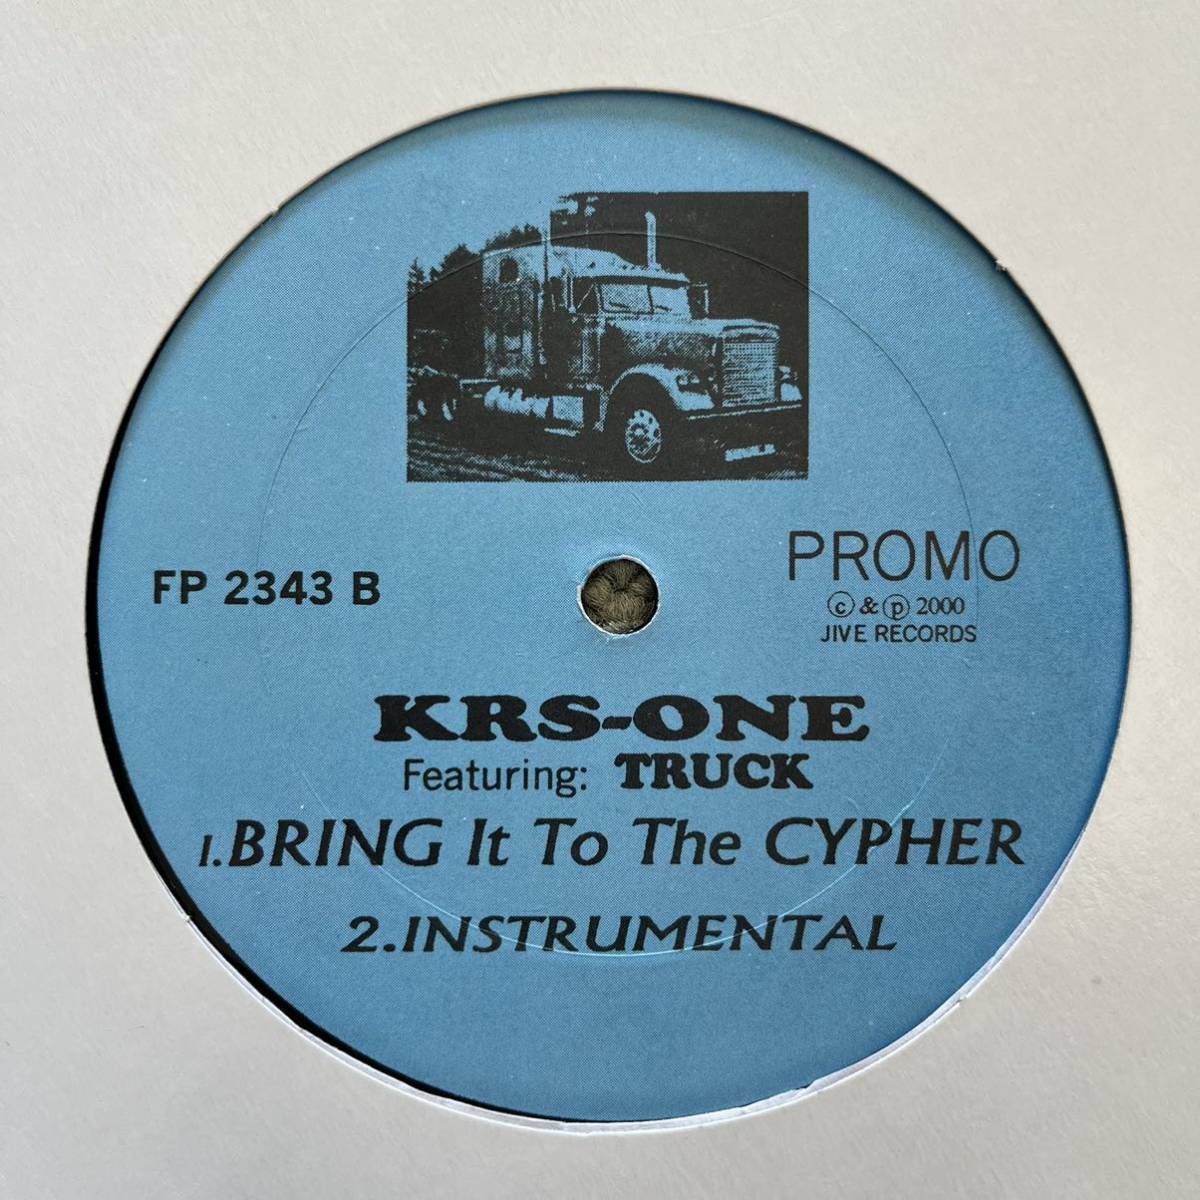 PROMO
FP 2343 B
ⓒ & ⓟ 2000
JIVE RECORDS
KRS-ONE
Featuring: TRUCK
1.BRING It To The CYPHER
2.INSTRUMENTAL